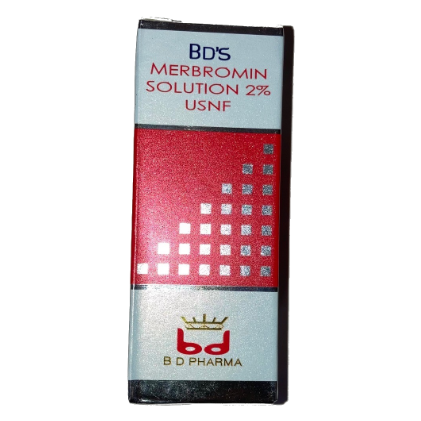 BD'S
MERBROMIN
SOLUTION 2%
USNF
bd
B D PHARMA